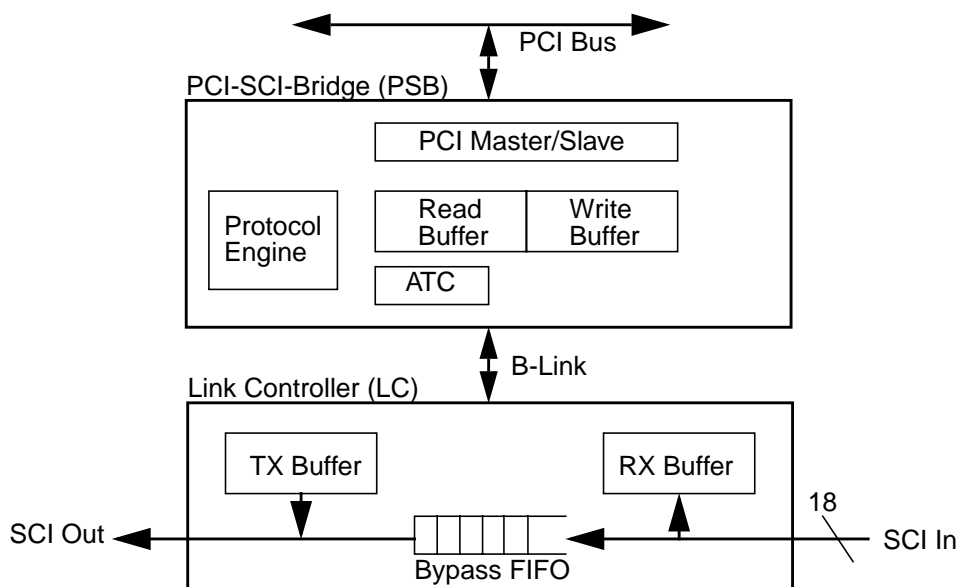 PCI Bus
PCI-SCI-Bridge (PSB)
PCI Master/Slave
Protocol
Engine
Read
Buffer
Write
Buffer
ATC
B-Link
Link Controller (LC)
TX Buffer
RX Buffer
18
SCI Out
SCI In
Bypass FIFO